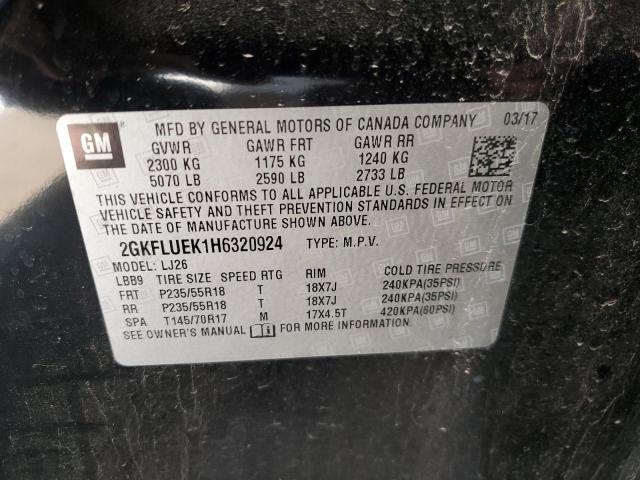 GM
MFD BY GENERAL MOTORS OF CANADA COMPANY 03/17
GVWR GAWR FRT GAWR RR
2300 KG 1175 KG 1240 KG
5070 LB 2590 LB 2733 LB
THIS VEHICLE CONFORMS TO ALL APPLICABLE U.S. FEDERAL MOTOR
VEHICLE SAFETY AND THEFT PREVENTION STANDARDS IN EFFECT ON
THE DATE OF MANUFACTURE SHOWN ABOVE.
2GKFLUEK1H6320924 TYPE: M.P.V.
MODEL: LJ26
LBB9 TIRE SIZE SPEED RTG RIM COLD TIRE PRESSURE
FRT P235/55R18 T 18X7J 240KPA(35PSI)
RR P235/55R18 T 18X7J 240KPA(35PSI)
SPA T145/70R17 M 17X4.5T 420KPA(60PSI)
SEE OWNER'S MANUAL FOR MORE INFORMATION.